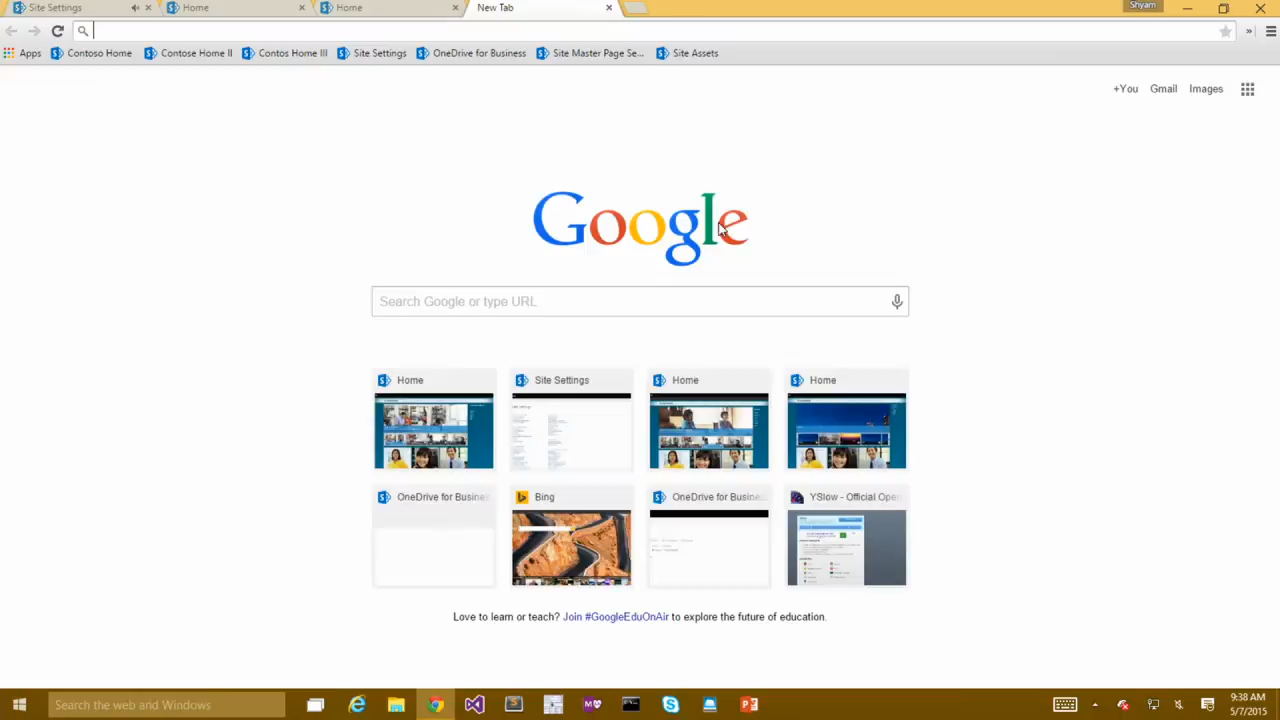 Site Settings
Home
Home
New Tab
Shyam
Apps
Contoso Home
Contose Home II
Contos Home III
Site Settings
OneDrive for Business
Site Master Page Se...
Site Assets
+You
Gmail
Images
Google
Search Google or type URL
Home
Site Settings
Home
Home
OneDrive for Busines
Bing
OneDrive for Busines
YSlow - Official Open
Love to learn or teach? Join #GoogleEduOnAir to explore the future of education.
Search the web and Windows
9:38 AM
5/7/2015